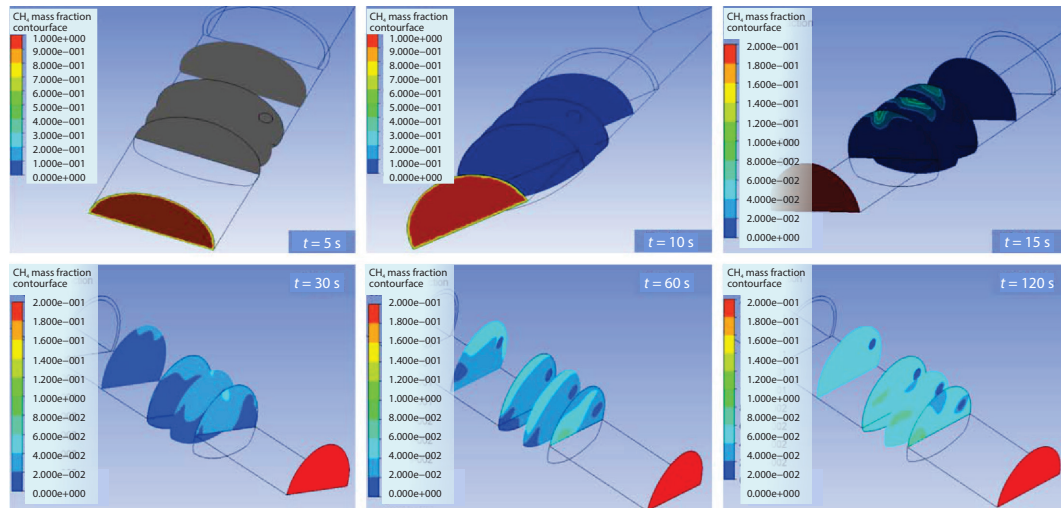 CH₄ mass fraction
contourface
1.000e+000
9.000e−001
8.000e−001
7.000e−001
6.000e−001
5.000e−001
4.000e−001
3.000e−001
2.000e−001
1.000e−001
0.000e+000
t = 5 s
CH₄ mass fraction
contourface
1.000e+000
9.000e−001
8.000e−001
7.000e−001
6.000e−001
5.000e−001
4.000e−001
3.000e−001
2.000e−001
1.000e−001
0.000e+000
t = 10 s
CH₄ mass fraction
contourface
2.000e−001
1.800e−001
1.600e−001
1.400e−001
1.200e−001
1.000e−001
8.000e−002
6.000e−002
4.000e−002
2.000e−002
0.000e+000
t = 15 s
CH₄ mass fraction
contourface
2.000e−001
1.800e−001
1.600e−001
1.400e−001
1.200e−001
1.000e−001
8.000e−002
6.000e−002
4.000e−002
2.000e−002
0.000e+000
t = 30 s
CH₄ mass fraction
contourface
2.000e−001
1.800e−001
1.600e−001
1.400e−001
1.200e−001
1.000e−001
8.000e−002
6.000e−002
4.000e−002
2.000e−002
0.000e+000
t = 60 s
CH₄ mass fraction
contourface
2.000e−001
1.800e−001
1.600e−001
1.400e−001
1.200e−001
1.000e−001
8.000e−002
6.000e−002
4.000e−002
2.000e−002
0.000e+000
t = 120 s